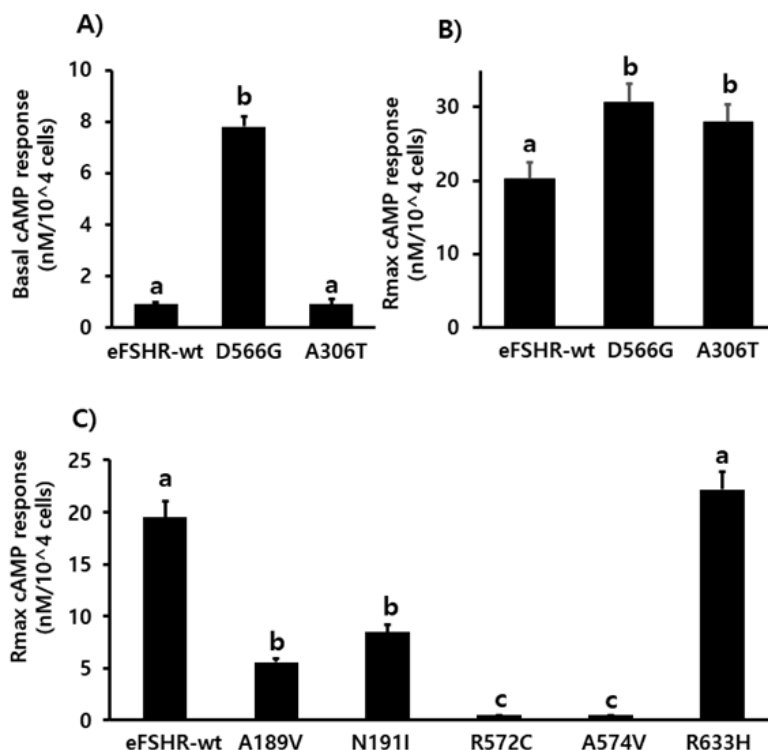 A)
Basal cAMP response
(nM/10^4 cells)
10
8
6
4
2
0
a
b
a
eFSHR-wt D566G A306T
B)
Rmax cAMP response
(nM/10^4 cells)
30
20
10
0
a
b
b
eFSHR-wt D566G A306T
C)
Rmax cAMP response
(nM/10^4 cells)
25
20
15
10
5
0
a
b
b
c
c
a
eFSHR-wt A189V N191I R572C A574V R633H